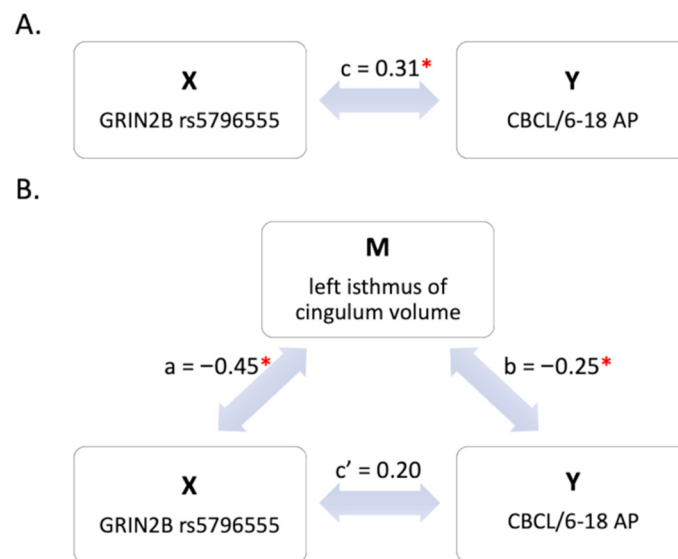 A.
X
GRIN2B rs5796555
c = 0.31*
Y
CBCL/6-18 AP
B.
M
left isthmus of
cingulum volume
a = −0.45*
b = −0.25*
X
GRIN2B rs5796555
c’ = 0.20
Y
CBCL/6-18 AP